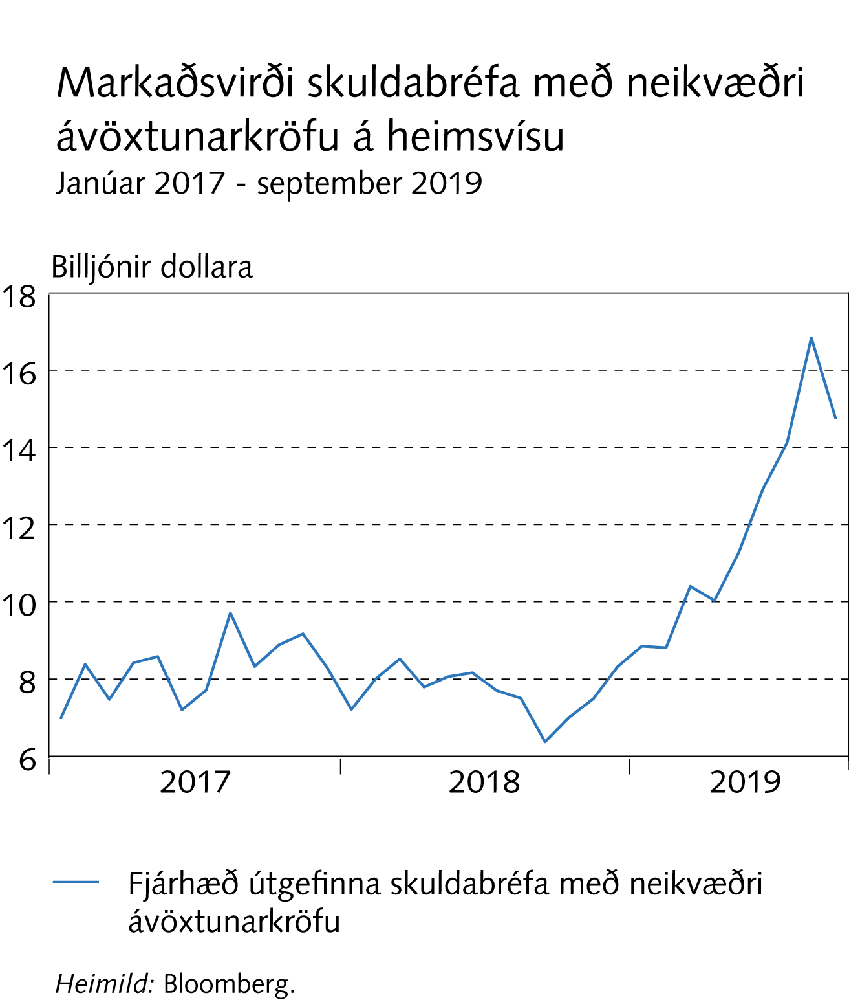 Markaðsvirði skuldabréfa með neikvæðri
ávöxtunarkröfu á heimsvísu
Janúar 2017 - september 2019
Billjónir dollara
18
16
14
12
10
8
6
2017 2018 2019
Fjárhæð útgefinna skuldabréfa með neikvæðri
ávöxtunarkröfu
Heimild: Bloomberg.